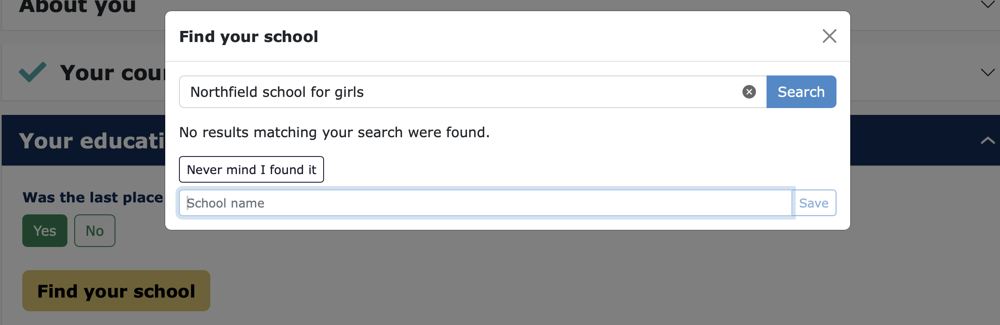 About you
Find your school
Your cour
Northfield school for girls
Search
Your educati
No results matching your search were found.
Never mind I found it
Was the last place
School name
Save
Yes
No
Find your school